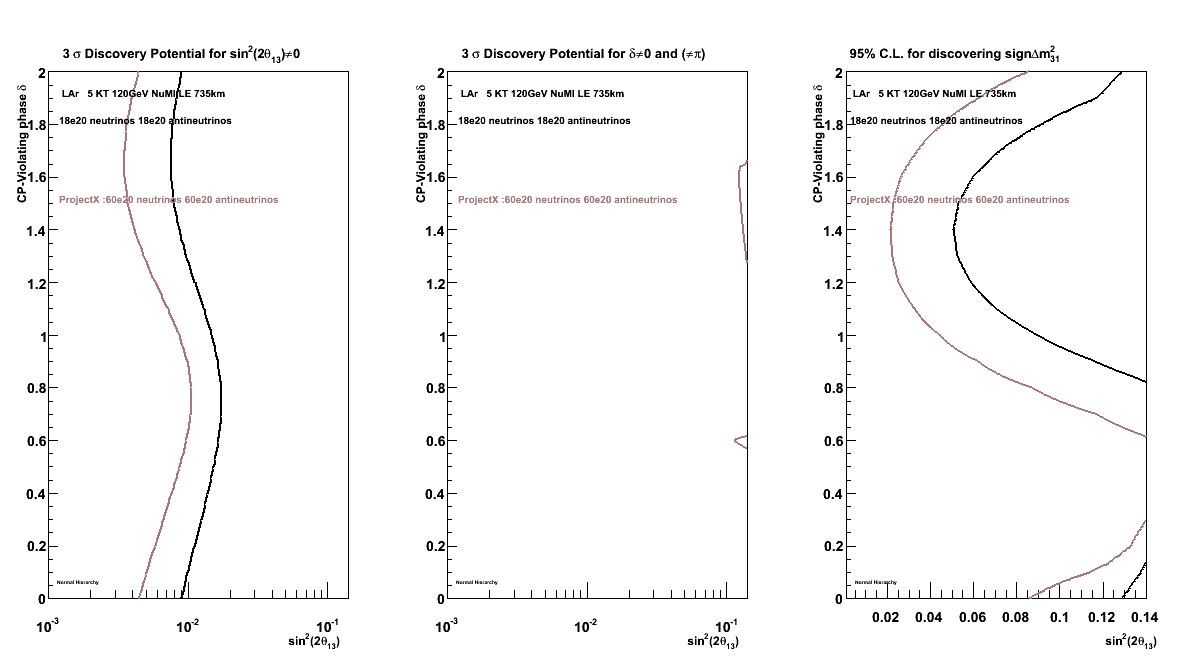 3 σ Discovery Potential for sin²(2θ₁₃)≠0
CP-Violating phase δ
LAr 5 KT 120GeV NuMI LE 735km
18e20 neutrinos 18e20 antineutrinos
ProjectX :60e20 neutrinos 60e20 antineutrinos
Normal Hierarchy
2
1.8
1.6
1.4
1.2
1
0.8
0.6
0.4
0.2
0
10⁻³ 10⁻² 10⁻¹
sin²(2θ₁₃)
3 σ Discovery Potential for δ≠0 and (≠π)
CP-Violating phase δ
LAr 5 KT 120GeV NuMI LE 735km
18e20 neutrinos 18e20 antineutrinos
ProjectX :60e20 neutrinos 60e20 antineutrinos
Normal Hierarchy
2
1.8
1.6
1.4
1.2
1
0.8
0.6
0.4
0.2
0
10⁻³ 10⁻² 10⁻¹
sin²(2θ₁₃)
95% C.L. for discovering signΔm²₃₁
CP-Violating phase δ
LAr 5 KT 120GeV NuMI LE 735km
18e20 neutrinos 18e20 antineutrinos
ProjectX :60e20 neutrinos 60e20 antineutrinos
Normal Hierarchy
2
1.8
1.6
1.4
1.2
1
0.8
0.6
0.4
0.2
0
0.02 0.04 0.06 0.08 0.1 0.12 0.14
sin²(2θ₁₃)